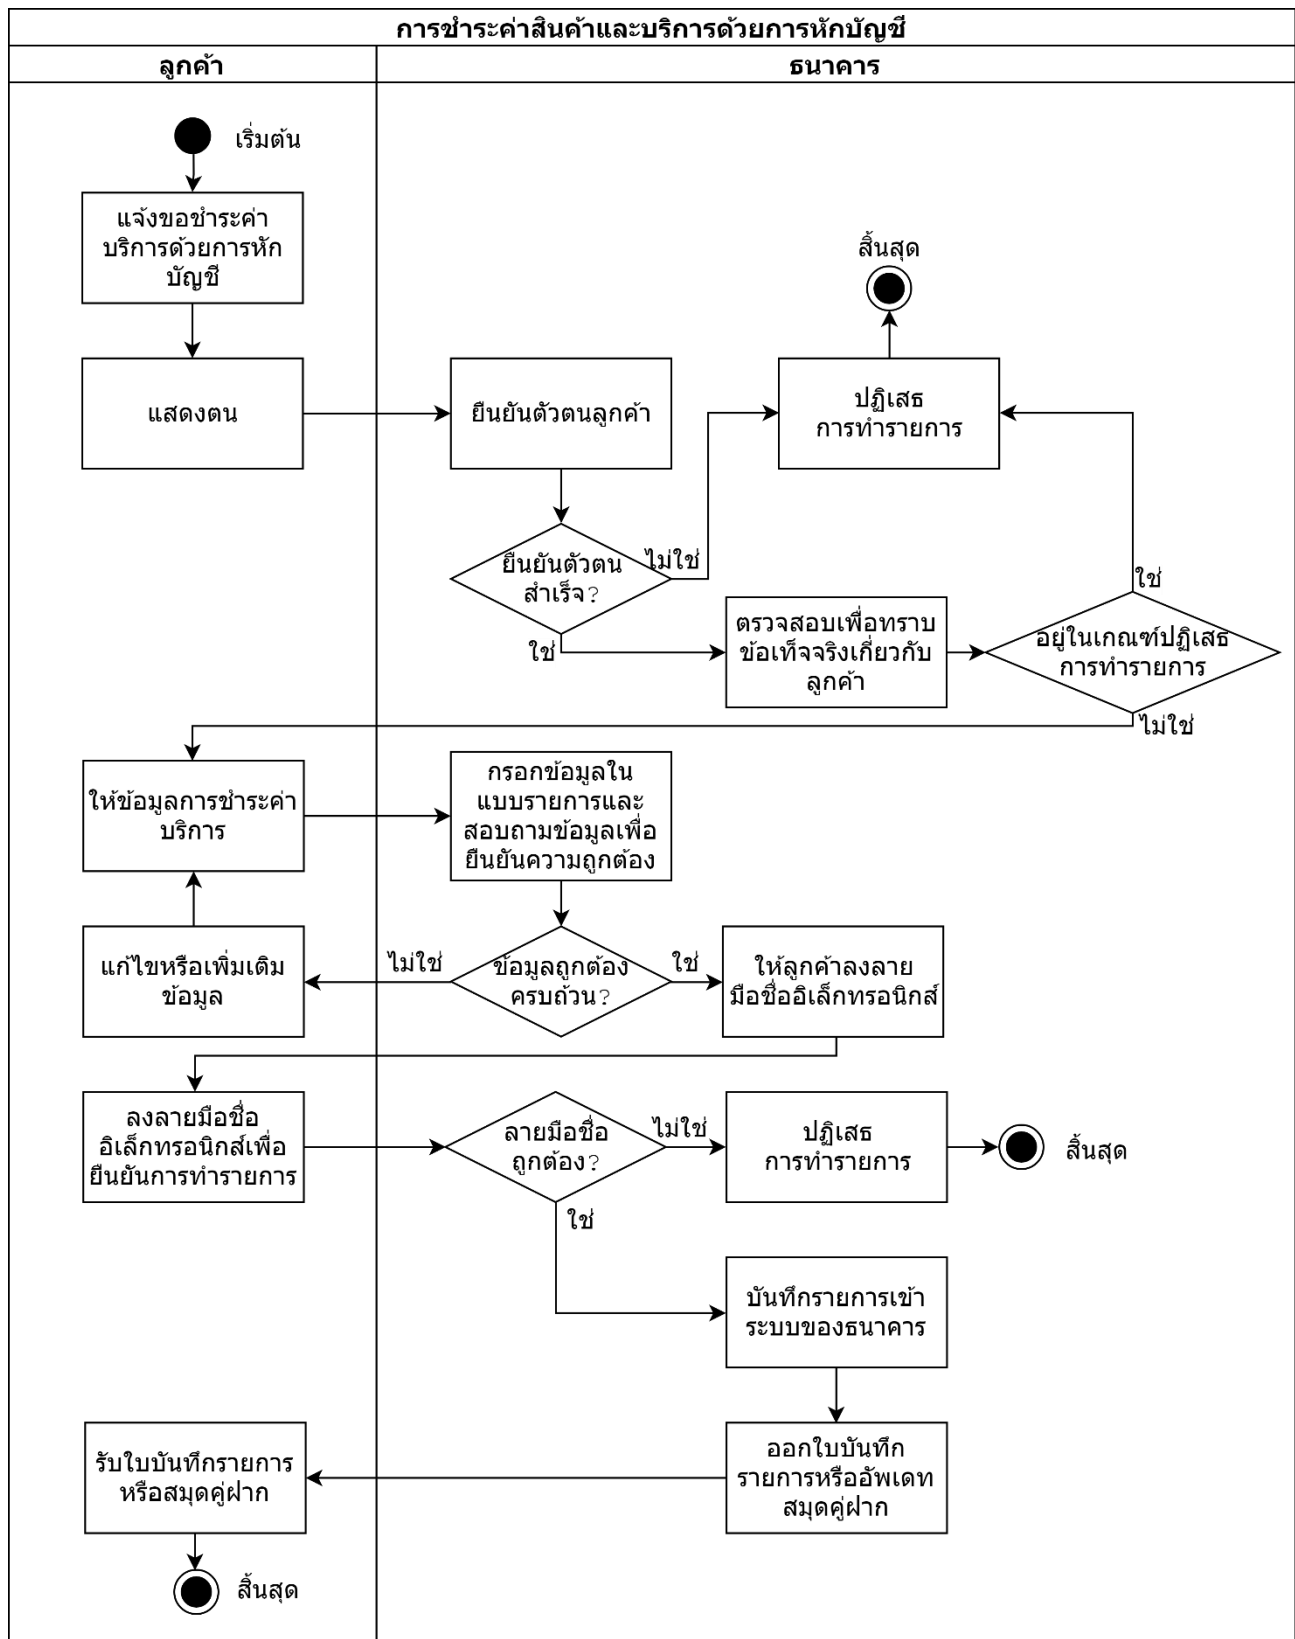 การชำระค่าสินค้าและบริการด้วยการหักบัญชี
ลูกค้า
ธนาคาร
เริ่มต้น
แจ้งขอชำระค่า
บริการด้วยการหัก
บัญชี
สิ้นสุด
แสดงตน
ยืนยันตัวตนลูกค้า
ปฏิเสธ
การทำรายการ
ยืนยันตัวตน
สำเร็จ?
ไม่ใช่
ใช่
ตรวจสอบเพื่อทราบ
ข้อเท็จจริงเกี่ยวกับ
ลูกค้า
ใช่
อยู่ในเกณฑ์ปฏิเสธ
การทำรายการ
ไม่ใช่
ให้ข้อมูลการชำระค่า
บริการ
กรอกข้อมูลใน
แบบรายการและ
สอบถามข้อมูลเพื่อ
ยืนยันความถูกต้อง
แก้ไขหรือเพิ่มเติม
ข้อมูล
ไม่ใช่
ข้อมูลถูกต้อง
ครบถ้วน?
ใช่
ให้ลูกค้าลงลาย
มือชื่ออิเล็กทรอนิกส์
ลงลายมือชื่อ
อิเล็กทรอนิกส์เพื่อ
ยืนยันการทำรายการ
ลายมือชื่อ
ถูกต้อง?
ไม่ใช่
ปฏิเสธ
การทำรายการ
สิ้นสุด
ใช่
บันทึกรายการเข้า
ระบบของธนาคาร
รับใบบันทึกรายการ
หรือสมุดคู่ฝาก
ออกใบบันทึก
รายการหรืออัพเดท
สมุดคู่ฝาก
สิ้นสุด